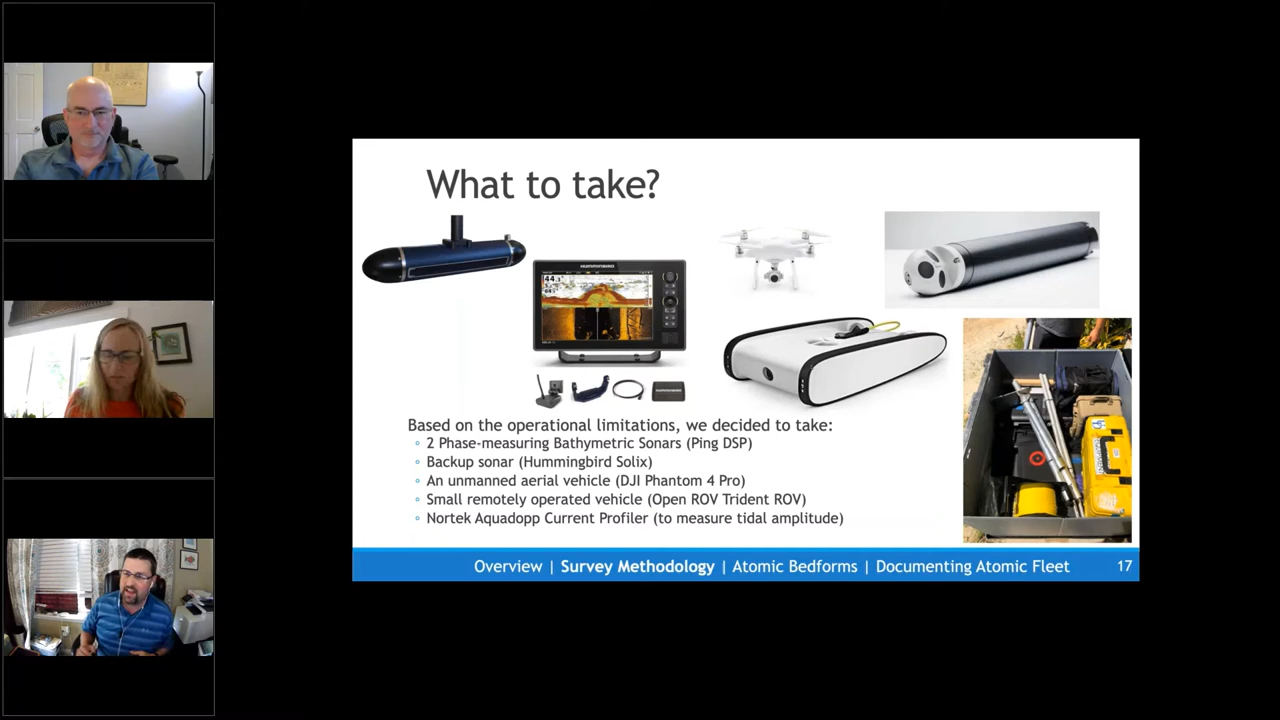 What to take?
HUMMINBIRD
44.
Based on the operational limitations, we decided to take:
2 Phase-measuring Bathymetric Sonars (Ping DSP)
Backup sonar (Hummingbird Solix)
An unmanned aerial vehicle (DJI Phantom 4 Pro)
Small remotely operated vehicle (Open ROV Trident ROV)
Nortek Aquadopp Current Profiler (to measure tidal amplitude)
Overview | Survey Methodology | Atomic Bedforms | Documenting Atomic Fleet 17